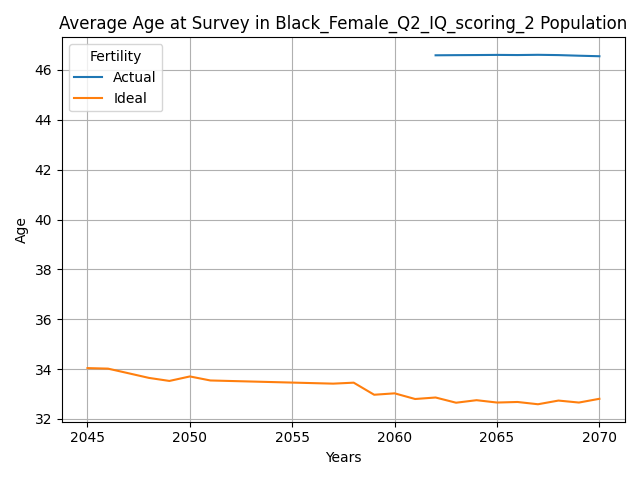 Average Age at Survey in Black_Female_Q2_IQ_scoring_2 Population
Fertility
Actual
Ideal
46
44
42
40
38
36
34
32
Age
2045 2050 2055 2060 2065 2070
Years